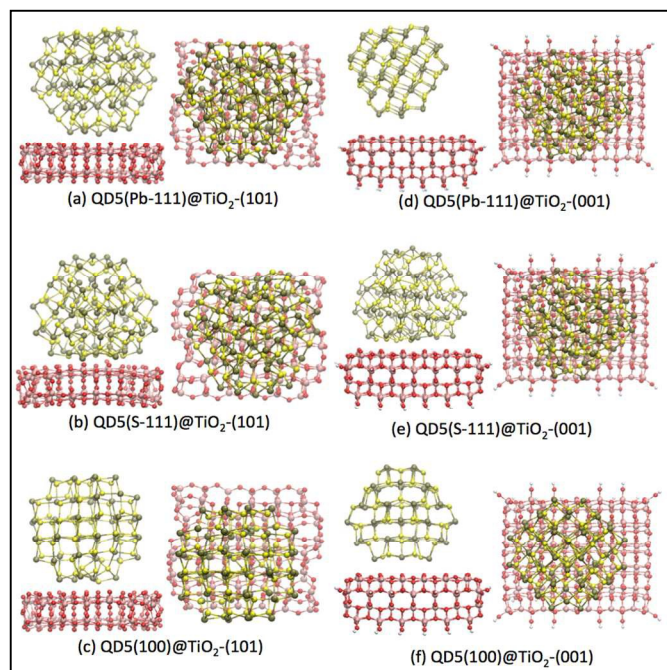 (a) QD5(Pb-111)@TiO₂-(101)
(d) QD5(Pb-111)@TiO₂-(001)
(b) QD5(S-111)@TiO₂-(101)
(e) QD5(S-111)@TiO₂-(001)
(c) QD5(100)@TiO₂-(101)
(f) QD5(100)@TiO₂-(001)